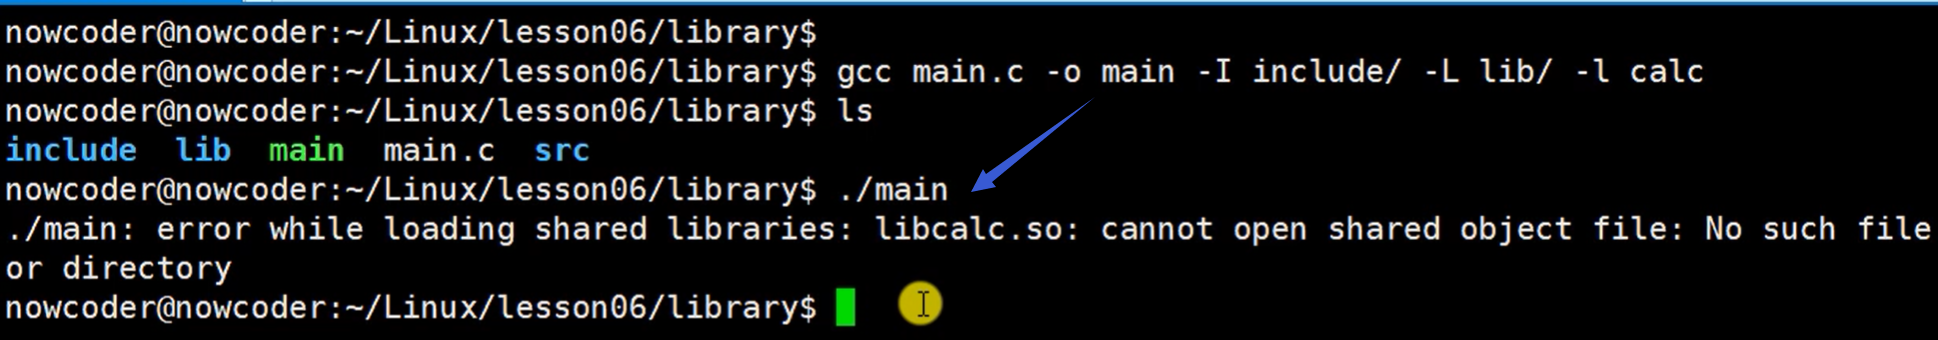 nowcoder@nowcoder:~/Linux/lesson06/library$
nowcoder@nowcoder:~/Linux/lesson06/library$ gcc main.c -o main -I include/ -L lib/ -l calc
nowcoder@nowcoder:~/Linux/lesson06/library$ ls
include  lib  main  main.c  src
nowcoder@nowcoder:~/Linux/lesson06/library$ ./main
./main: error while loading shared libraries: libcalc.so: cannot open shared object file: No such file
or directory
nowcoder@nowcoder:~/Linux/lesson06/library$